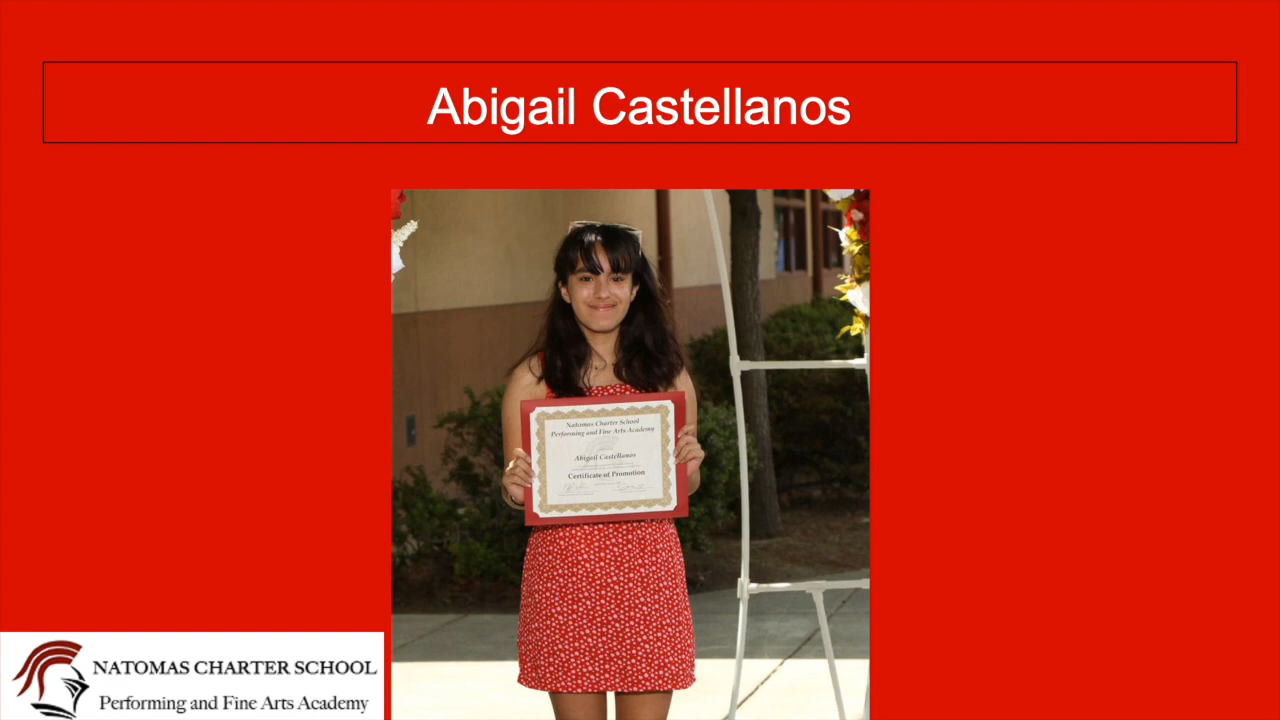 Abigail Castellanos
Natomas Charter School
Performing and Fine Arts Academy
Abigail Castellanos
Certificate of Promotion
NATOMAS CHARTER SCHOOL
Performing and Fine Arts Academy